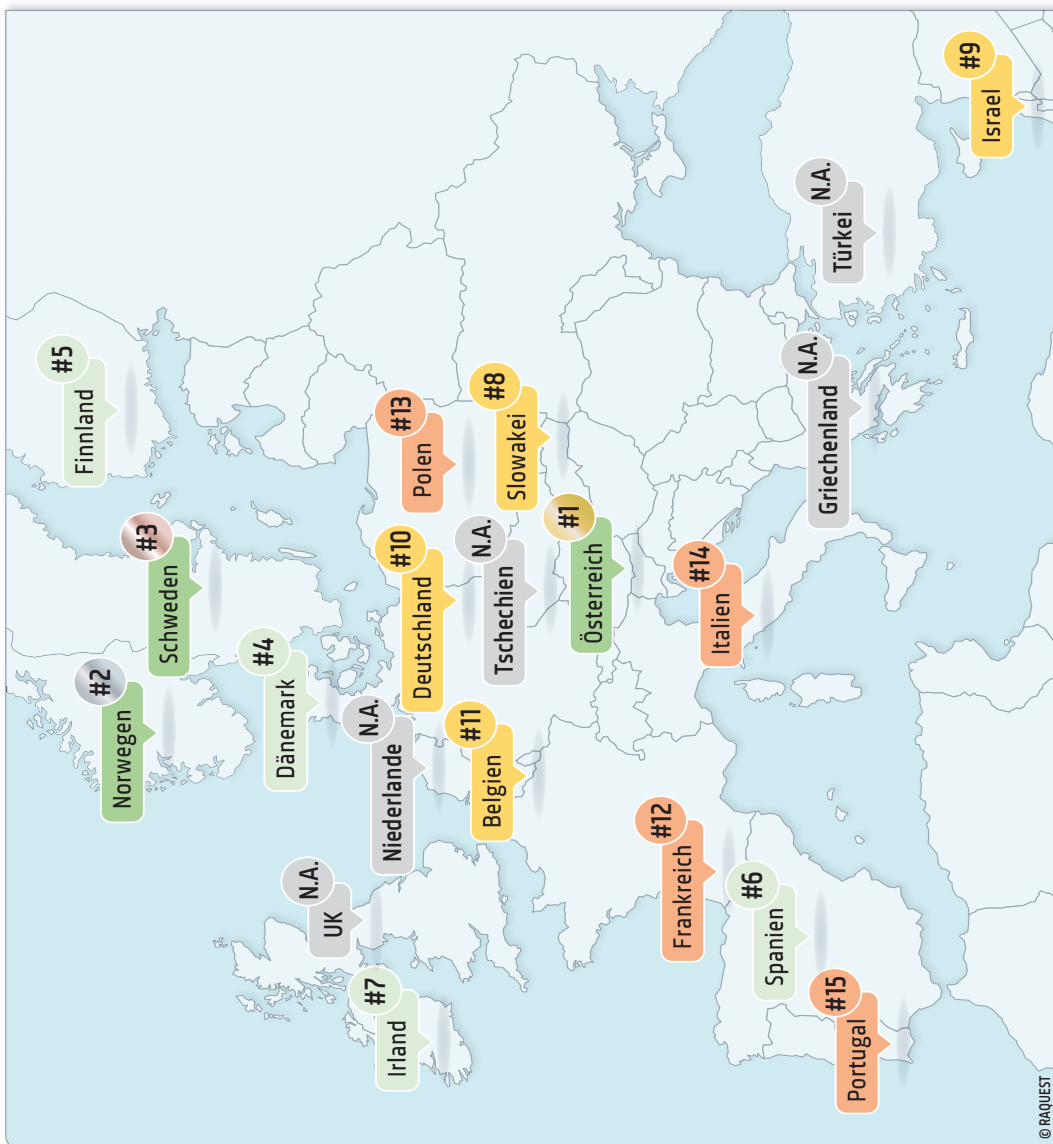 #5
Finnland
#2
Norwegen
#3
Schweden
#4
Dänemark
N.A.
UK
#7
Irland
N.A.
Niederlande
#10
Deutschland
#13
Polen
#11
Belgien
N.A.
Tschechien
#8
Slowakei
#1
Österreich
#12
Frankreich
#14
Italien
#6
Spanien
#15
Portugal
N.A.
Griechenland
N.A.
Türkei
#9
Israel
© RAQUEST